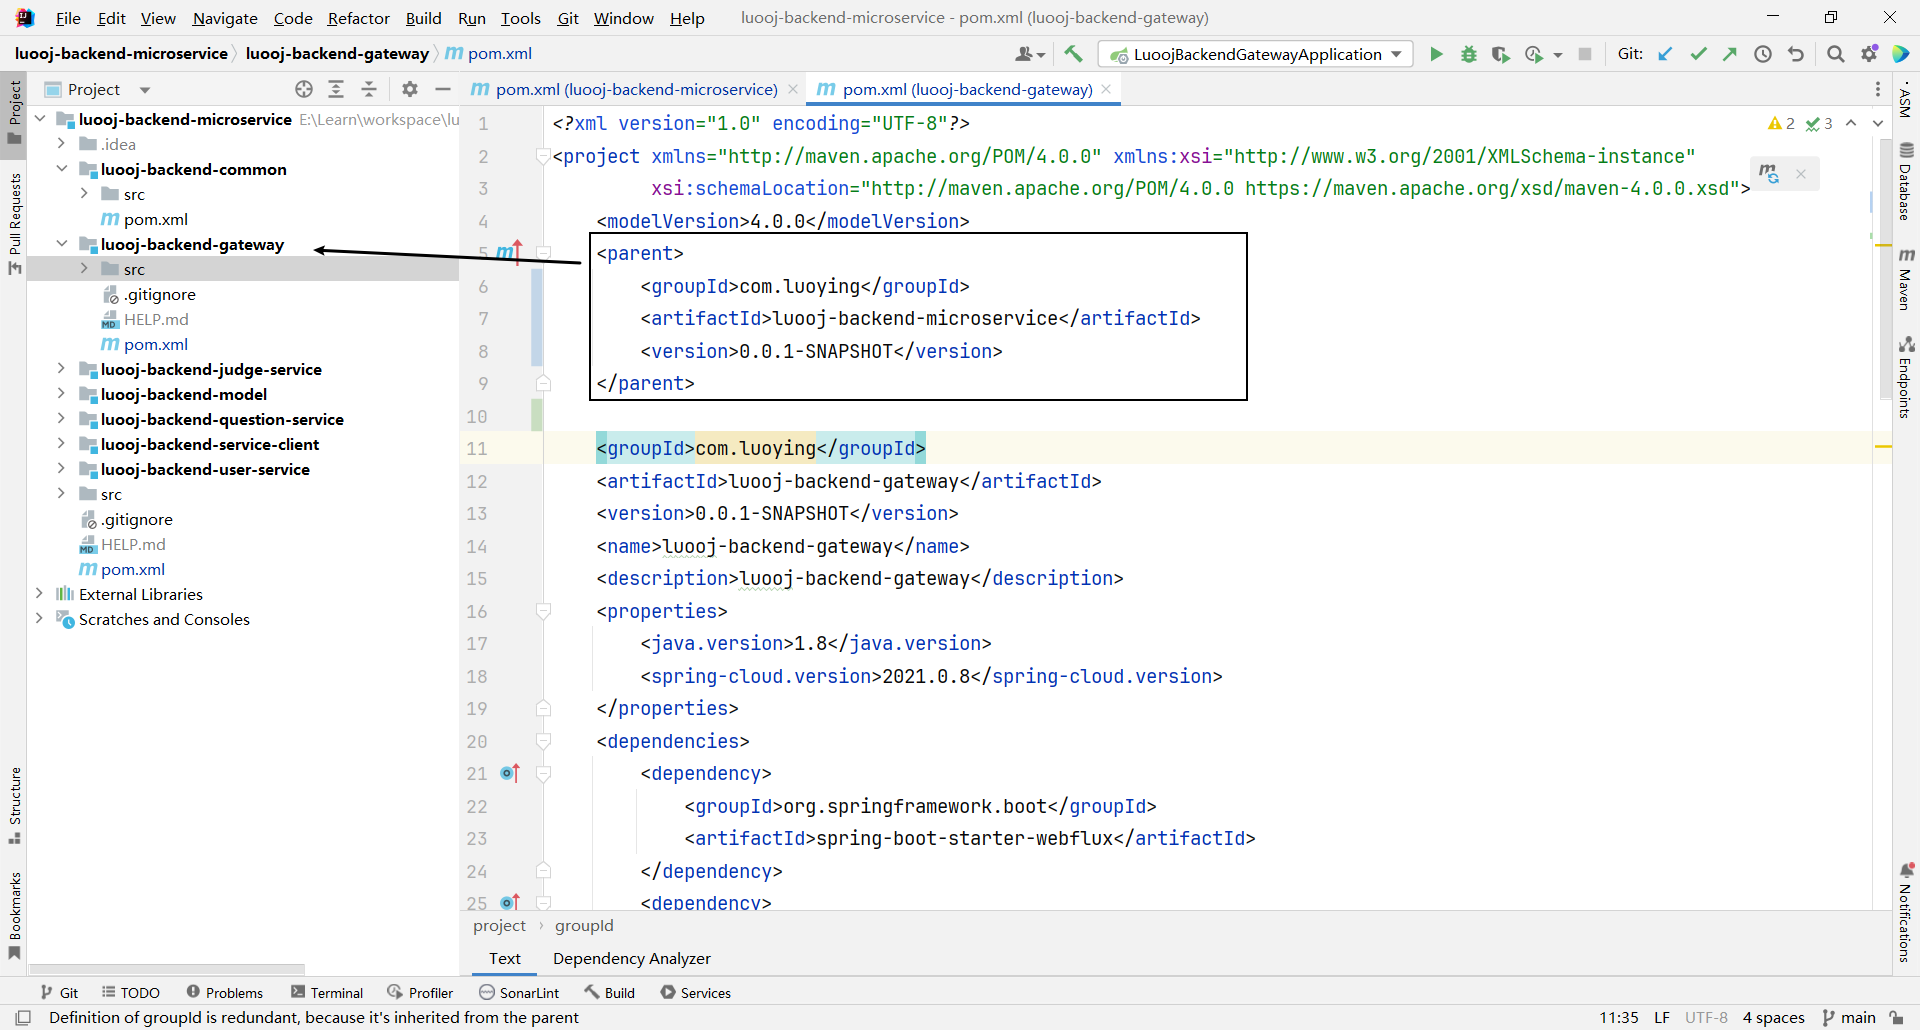 File Edit View Navigate Code Refactor Build Run Tools Git Window Help luooj-backend-microservice - pom.xml (luooj-backend-gateway)
luooj-backend-microservice luooj-backend-gateway pom.xml LuoojBackendGatewayApplication Git:
Project
pom.xml (luooj-backend-microservice) pom.xml (luooj-backend-gateway)
luooj-backend-microservice E:\Learn\workspace\lu
.idea
luooj-backend-common
src
pom.xml
luooj-backend-gateway
src
.gitignore
HELP.md
pom.xml
luooj-backend-judge-service
luooj-backend-model
luooj-backend-question-service
luooj-backend-service-client
luooj-backend-user-service
src
.gitignore
HELP.md
pom.xml
External Libraries
Scratches and Consoles
Project
Pull Requests
Structure
Bookmarks
2 3
1 <?xml version="1.0" encoding="UTF-8"?>
2 <project xmlns="http://maven.apache.org/POM/4.0.0" xmlns:xsi="http://www.w3.org/2001/XMLSchema-instance"
3 xsi:schemaLocation="http://maven.apache.org/POM/4.0.0 https://maven.apache.org/xsd/maven-4.0.0.xsd">
4 <modelVersion>4.0.0</modelVersion>
5 <parent>
6 <groupId>com.luoying</groupId>
7 <artifactId>luooj-backend-microservice</artifactId>
8 <version>0.0.1-SNAPSHOT</version>
9 </parent>
10
11 <groupId>com.luoying</groupId>
12 <artifactId>luooj-backend-gateway</artifactId>
13 <version>0.0.1-SNAPSHOT</version>
14 <name>luooj-backend-gateway</name>
15 <description>luooj-backend-gateway</description>
16 <properties>
17 <java.version>1.8</java.version>
18 <spring-cloud.version>2021.0.8</spring-cloud.version>
19 </properties>
20 <dependencies>
21 <dependency>
22 <groupId>org.springframework.boot</groupId>
23 <artifactId>spring-boot-starter-webflux</artifactId>
24 </dependency>
25 <dependency>
ASM
Database
Maven
Endpoints
Notifications
project groupId
Text Dependency Analyzer
Git TODO Problems Terminal Profiler SonarLint Build Services
Definition of groupId is redundant, because it's inherited from the parent 11:35 LF UTF-8 4 spaces main